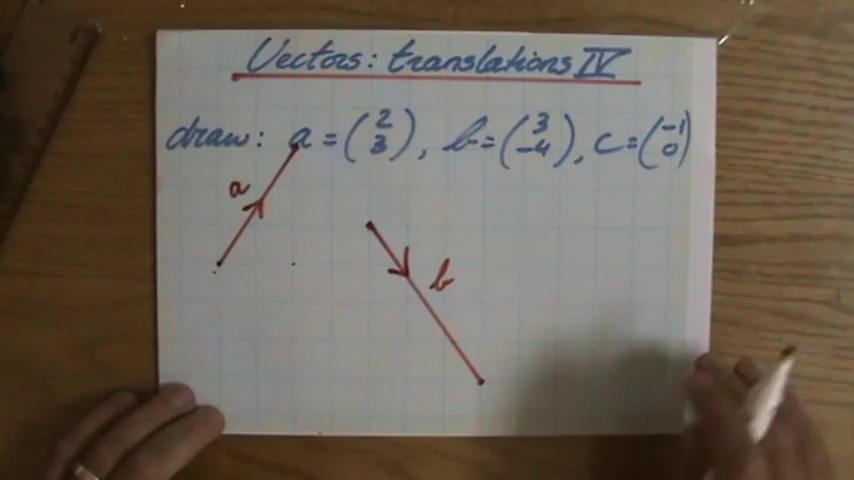 Vectors: translations IV
draw: a = (2 3), b = (3 -4), c = (-1 0)
a
b